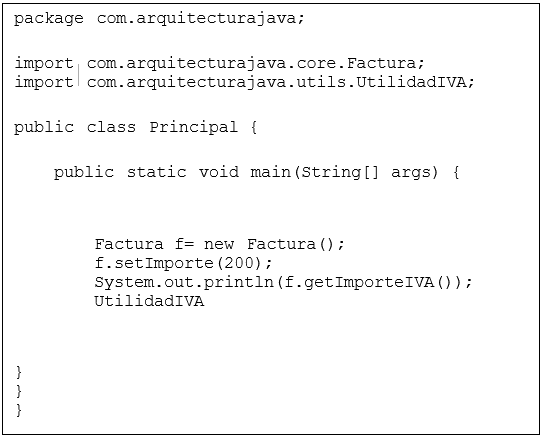 package com.arquitecturajava;
import com.arquitecturajava.core.Factura;
import com.arquitecturajava.utils.UtilidadIVA;
public class Principal {
public static void main(String[] args) {
Factura f= new Factura();
f.setImporte(200);
System.out.println(f.getImporteIVA());
UtilidadIVA
}
}
}